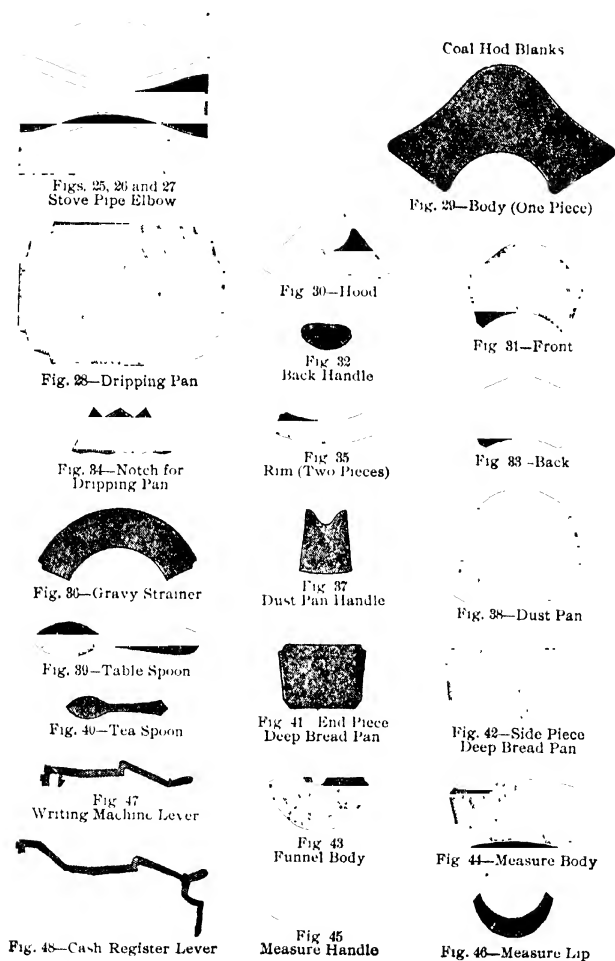 Coal Hod Blanks
Figs. 25, 26 and 27
Stove Pipe Elbow
Fig. 29—Body (One Piece)
Fig. 28—Dripping Pan
Fig 30—Hood
Fig 31—Front
Fig 32
Back Handle
Fig. 34—Notch for
Dripping Pan
Fig 35
Rim (Two Pieces)
Fig 33—Back
Fig. 36—Gravy Strainer
Fig 37
Dust Pan Handle
Fig. 38—Dust Pan
Fig. 39—Table Spoon
Fig. 40—Tea Spoon
Fig 41—End Piece
Deep Bread Pan
Fig. 42—Side Piece
Deep Bread Pan
Fig 47
Writing Machine Lever
Fig 43
Funnel Body
Fig 44—Measure Body
Fig. 48—Cash Register Lever
Fig 45
Measure Handle
Fig. 46—Measure Lip